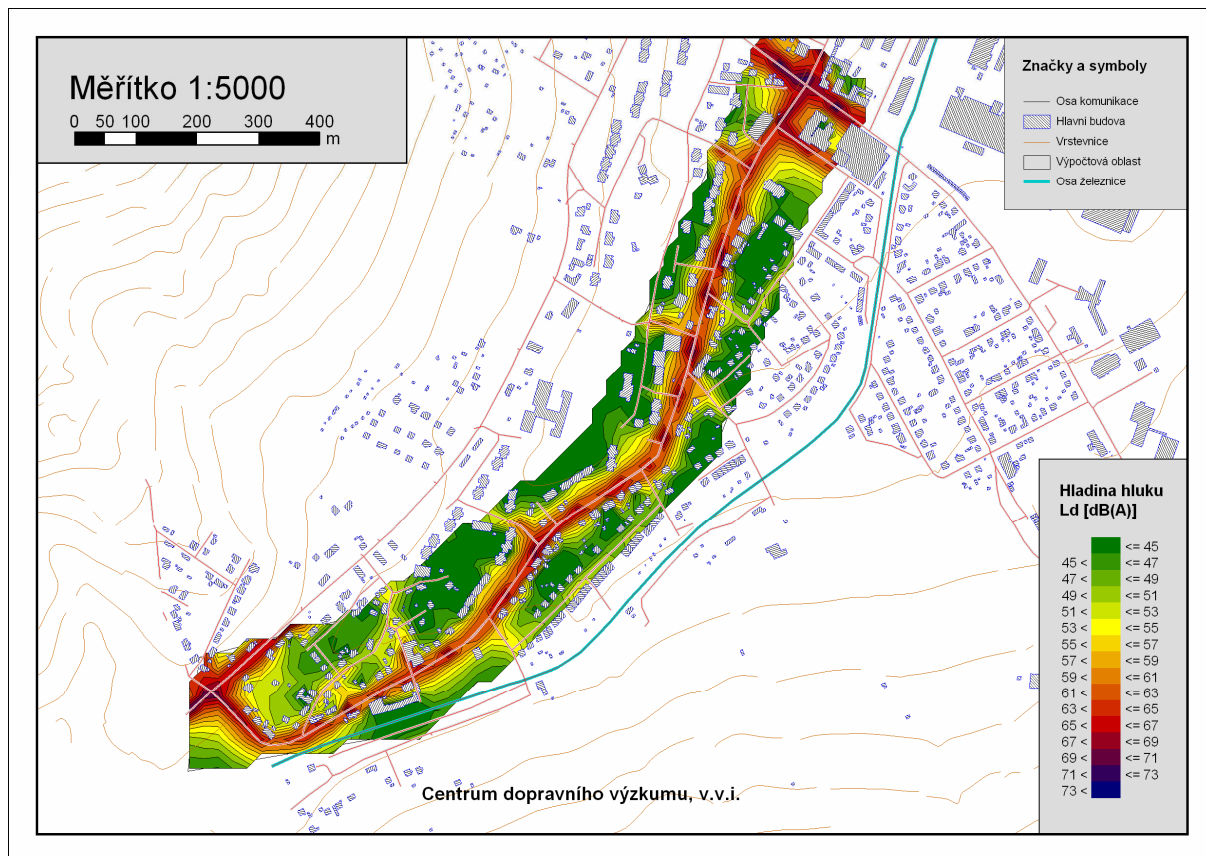 Měřítko 1:5000
0 50 100 200 300 400
m
Značky a symboly
Osa komunikace
Hlavní budova
Vrstevnice
Výpočtová oblast
Osa železnice
Hladina hluku
Ld [dB(A)]
<= 45
45 < <= 47
47 < <= 49
49 < <= 51
51 < <= 53
53 < <= 55
55 < <= 57
57 < <= 59
59 < <= 61
61 < <= 63
63 < <= 65
65 < <= 67
67 < <= 69
69 < <= 71
71 < <= 73
73 <
Centrum dopravního výzkumu, v.v.i.